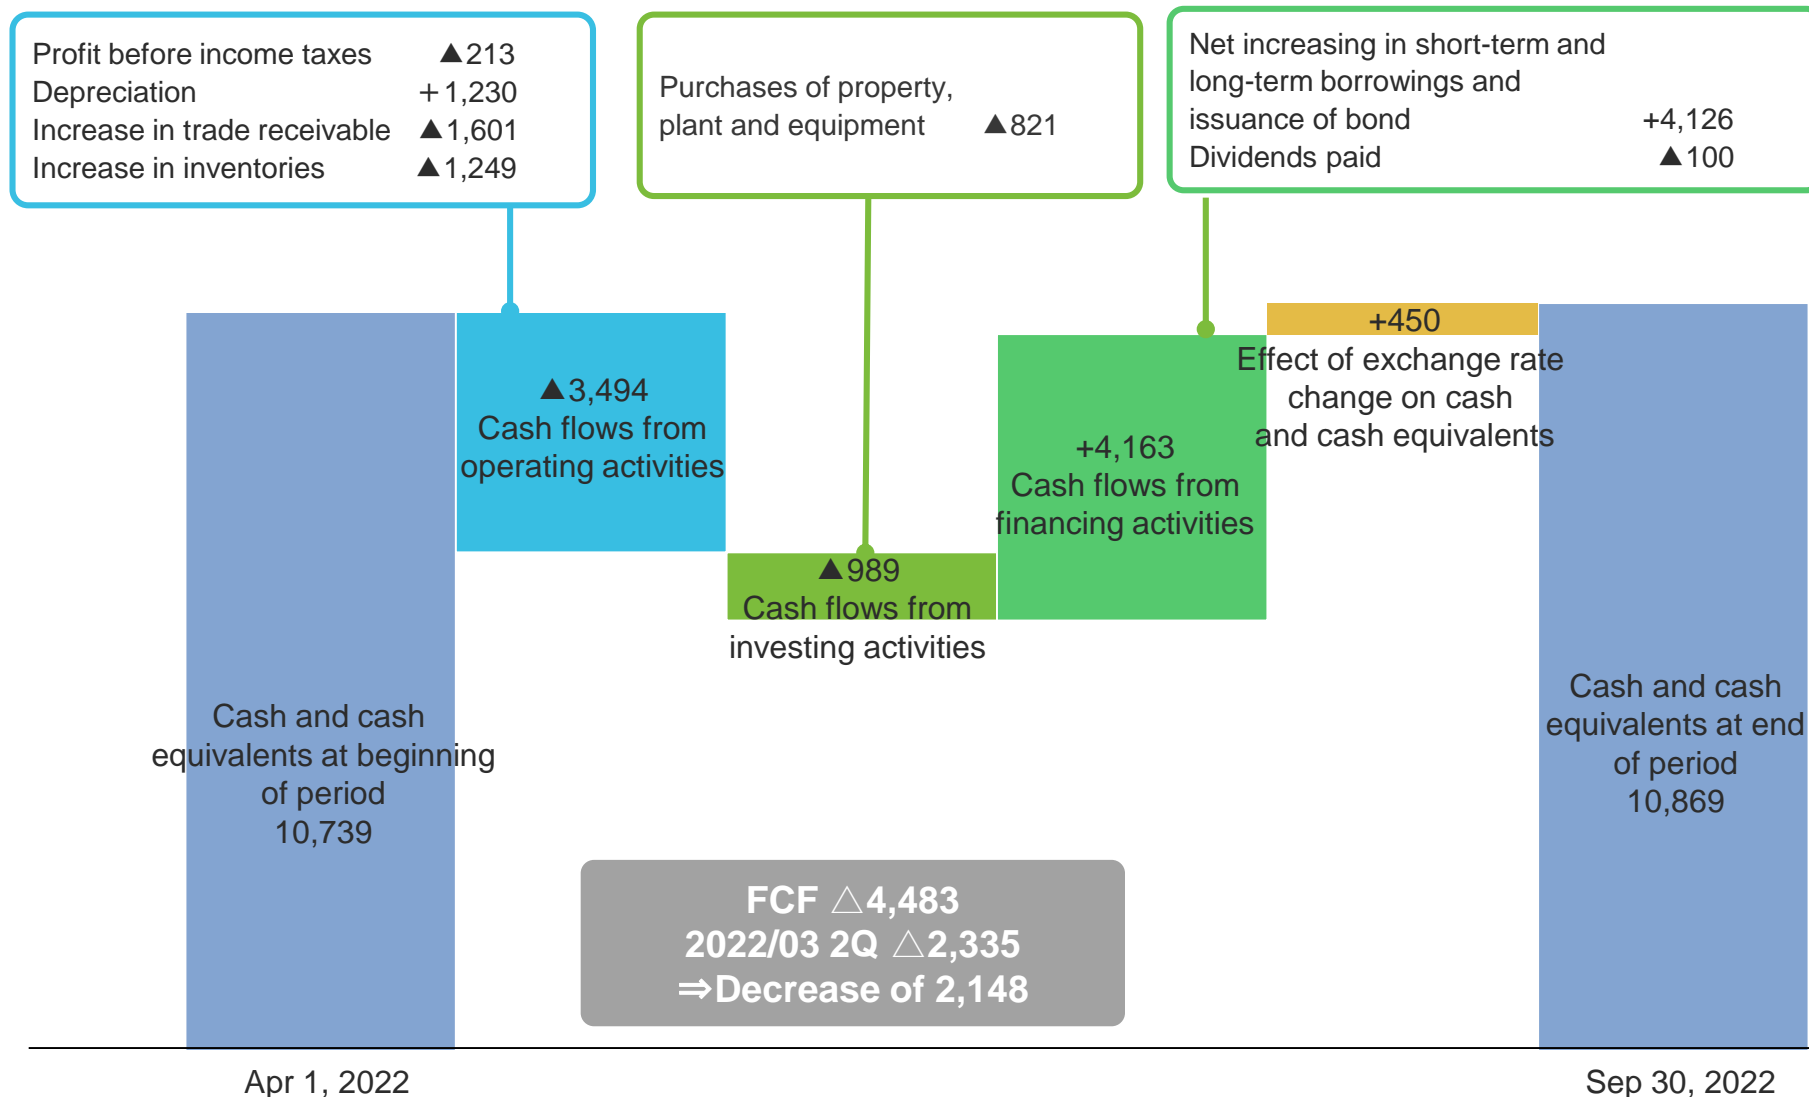 Profit before income taxes ▲213
Depreciation +1,230
Increase in trade receivable ▲1,601
Increase in inventories ▲1,249
Purchases of property,
plant and equipment ▲821
Net increasing in short-term and
long-term borrowings and
issuance of bond +4,126
Dividends paid ▲100
▲3,494
Cash flows from
operating activities
▲989
Cash flows from
investing activities
+4,163
Cash flows from
financing activities
+450
Effect of exchange rate
change on cash
and cash equivalents
Cash and cash
equivalents at beginning
of period
10,739
Cash and cash
equivalents at end
of period
10,869
FCF △4,483
2022/03 2Q △2,335
⇒Decrease of 2,148
Apr 1, 2022
Sep 30, 2022